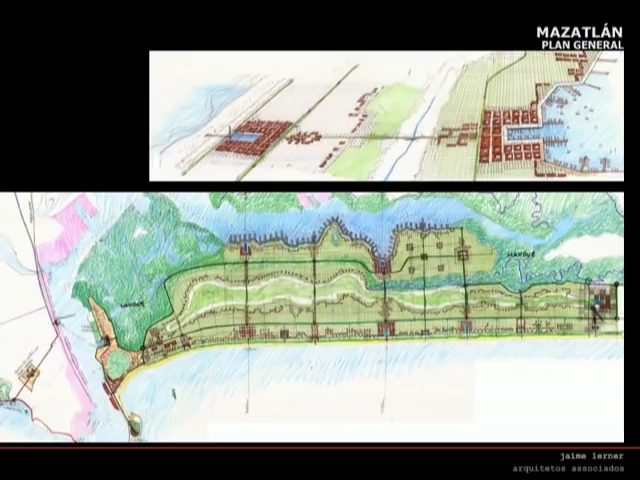 MAZATLÁN
PLAN GENERAL
MANGUE
MANGUE
jaime lerner
arquitetos associados